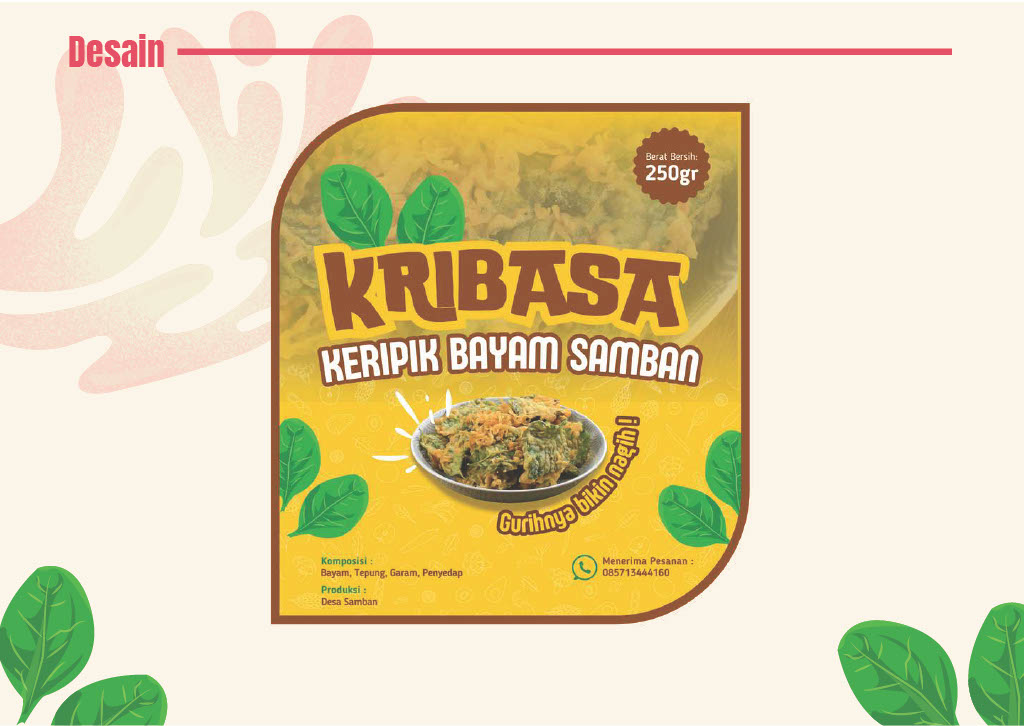 Desain
Berat Bersih:
250gr
KRIBASA
KERIPIK BAYAM SAMBAN
Gurihnya bikin nagih !
Komposisi :
Bayam, Tepung, Garam, Penyedap
Produksi :
Desa Samban
Menerima Pesanan :
085713444160